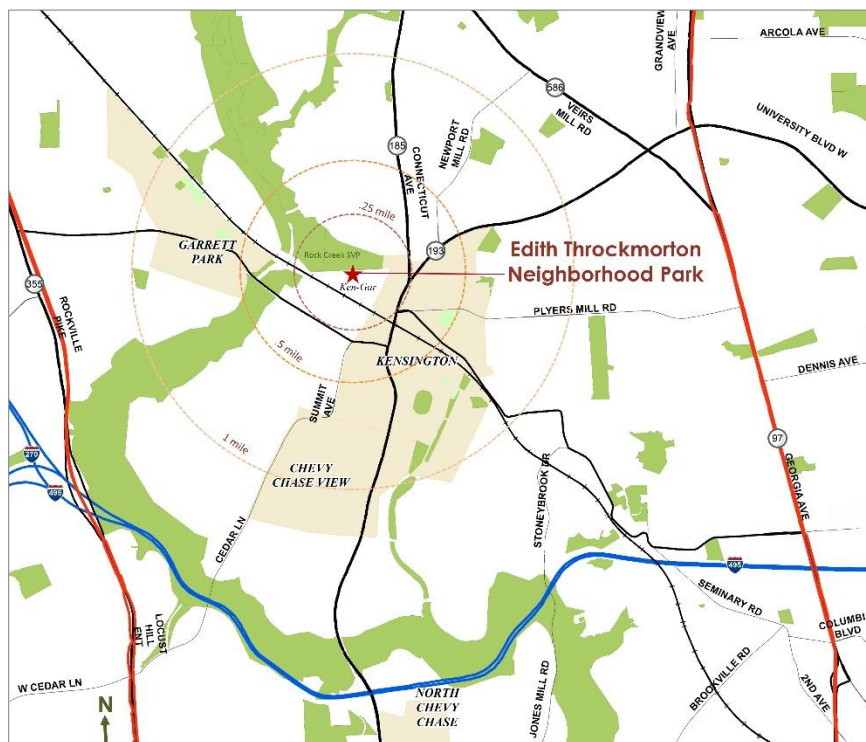 GRANDVIEW
AVE
ARCOLA AVE
586
VEIRS
MILL RD
UNIVERSITY BLVD W
NEWPORT
MILL RD
185
CONNECTICUT
AVE
.25 mile
193
GARRETT
PARK
Rock Creek SVP
Ken-Gar
Edith Throckmorton
Neighborhood Park
355
ROCKVILLE
PIKE
PLYERS MILL RD
.5 mile
KENSINGTON
DENNIS AVE
SUMMIT
AVE
1 mile
97
GEORGIA AVE
270
495
CHEVY
CHASE VIEW
STONEYBROOK DR
CEDAR LN
495
SEMINARY RD
LOCUST
HILL
ENT
COLUMBI
BLVD
W CEDAR LN
N
NORTH
CHEVY
CHASE
JONES MILL RD
BROOKVILLE RD
2ND AVE